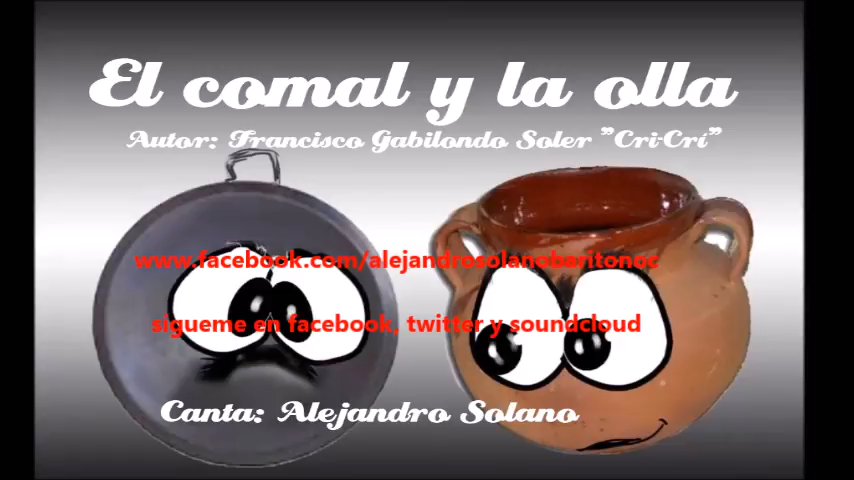 El comal y la olla
Autor: Francisco Gabilondo Soler "Cri-Crí"
www.facebook.com/alejandrosolanobaritonoc
sigueme en facebook, twitter y soundcloud
Canta: Alejandro Solano